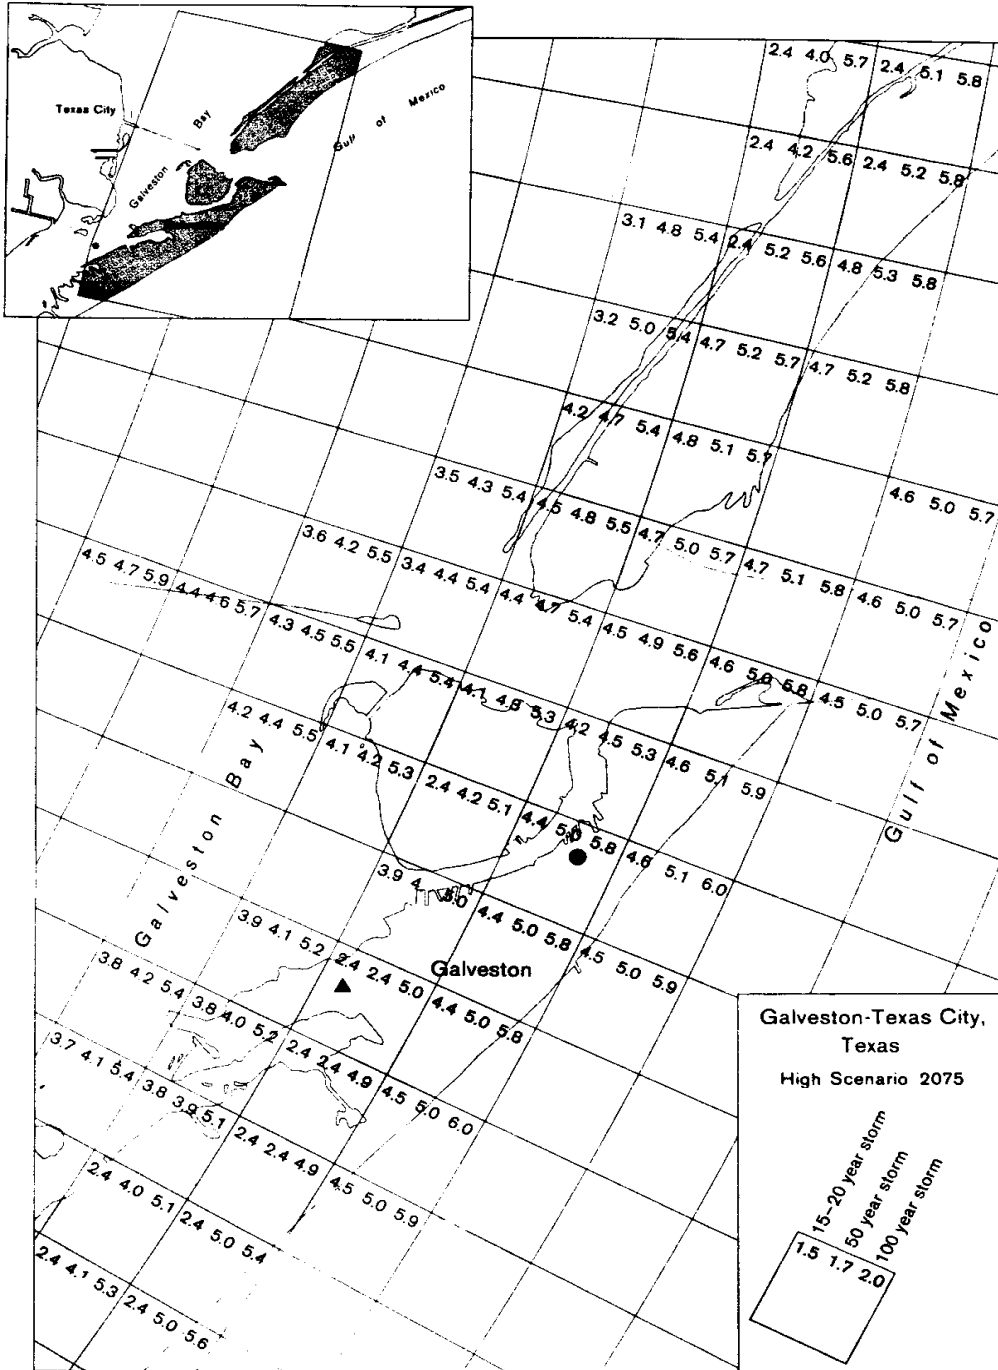 Texas City
Galveston
Bay
Gulf of Mexico
2.4 4.0 5.7 2.4 5.1 5.8
2.4 4.2 5.6 2.4 5.2 5.8
3.1 4.8 5.4 2.4 5.2 5.6 4.8 5.3 5.8
3.2 5.0 5.4 4.7 5.2 5.7 4.7 5.2 5.8
4.2 4.7 5.4 4.8 5.1 5.7
4.6 5.0 5.7
3.5 4.3 5.4 4.5 4.8 5.5 4.7 5.0 5.7 4.7 5.1 5.8 4.6 5.0 5.7
3.6 4.2 5.5 3.4 4.4 5.4 4.4 4.7 5.4 4.5 4.9 5.6 4.6 5.0 5.8 4.5 5.0 5.7
4.5 4.7 5.9 4.4 4.6 5.7 4.3 4.5 5.5 4.1 4.4 5.4 4.1 4.3 5.3 4.2 4.5 5.3 4.6 5.1 5.9
4.2 4.4 5.5 4.1 4.2 5.3 2.4 4.2 5.1 4.4 5.0 5.8 4.6 5.1 6.0
3.9 4. 5.0 4.4 5.0 5.8 4.5 5.0 5.9
3.9 4.1 5.2 2.4 2.4 5.0 4.4 5.0 5.8
3.8 4.2 5.4 3.8 4.0 5.2 2.4 2.4 4.9 4.5 5.0 6.0
3.7 4.1 5.4 3.8 3.9 5.1 2.4 2.4 4.9 4.5 5.0 5.9
2.4 4.0 5.1 2.4 5.0 5.4
2.4 4.1 5.3 2.4 5.0 5.6
Galveston Bay
Gulf of Mexico
Galveston
Galveston-Texas City,
Texas
High Scenario 2075
15–20 year storm
50 year storm
100 year storm
1.5 1.7 2.0